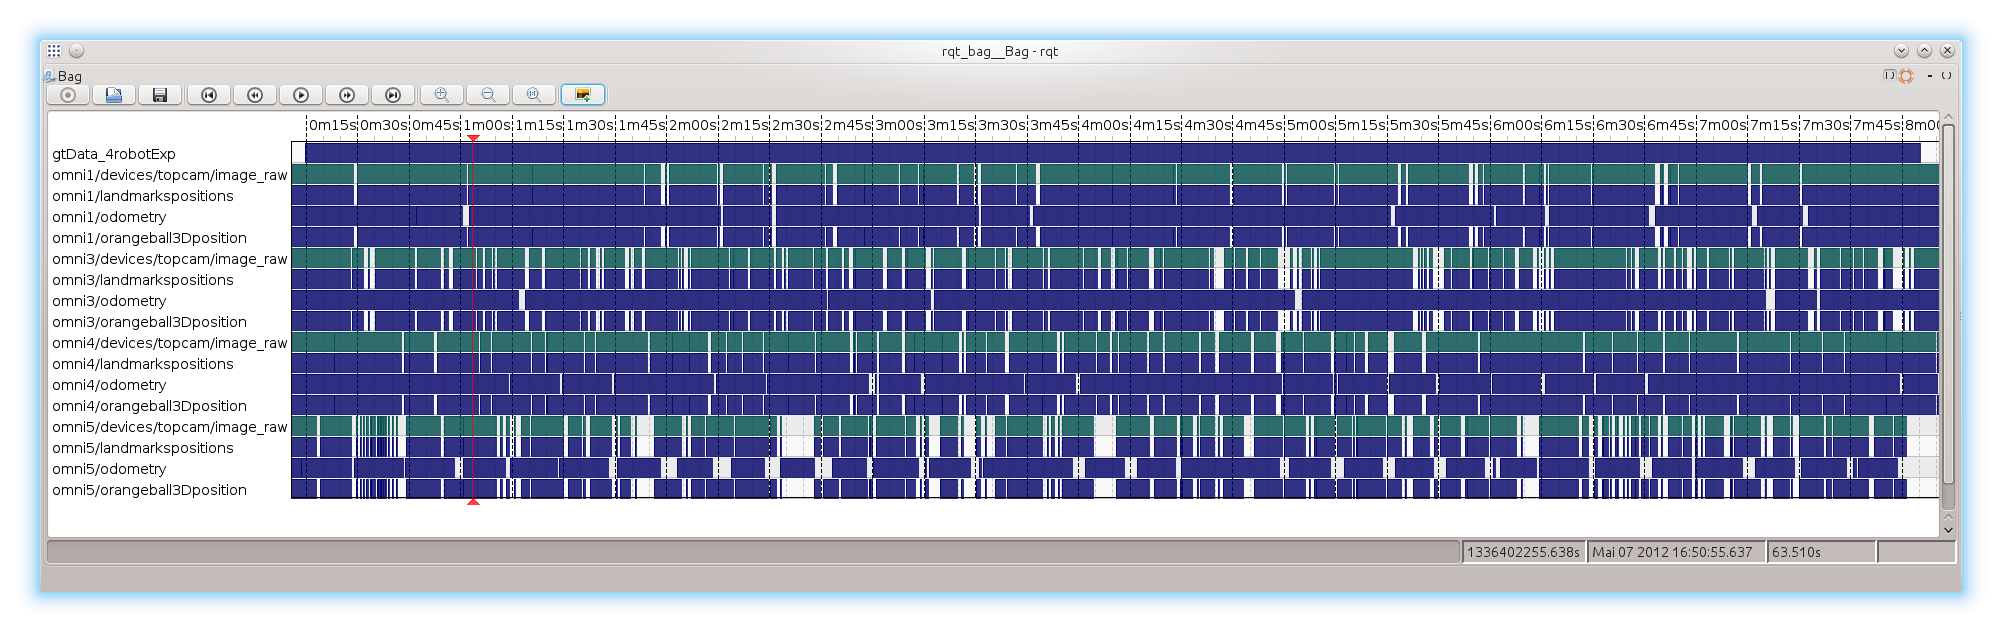 rqt_bag__Bag - rqt
Bag
0m15s 0m30s 0m45s 1m00s 1m15s 1m30s 1m45s 2m00s 2m15s 2m30s 2m45s 3m00s 3m15s 3m30s 3m45s 4m00s 4m15s 4m30s 4m45s 5m00s 5m15s 5m30s 5m45s 6m00s 6m15s 6m30s 6m45s 7m00s 7m15s 7m30s 7m45s 8m00
gtData_4robotExp
omni1/devices/topcam/image_raw
omni1/landmarkspositions
omni1/odometry
omni1/orangeball3Dposition
omni3/devices/topcam/image_raw
omni3/landmarkspositions
omni3/odometry
omni3/orangeball3Dposition
omni4/devices/topcam/image_raw
omni4/landmarkspositions
omni4/odometry
omni4/orangeball3Dposition
omni5/devices/topcam/image_raw
omni5/landmarkspositions
omni5/odometry
omni5/orangeball3Dposition
1336402255.638s Mai 07 2012 16:50:55.637 63.510s